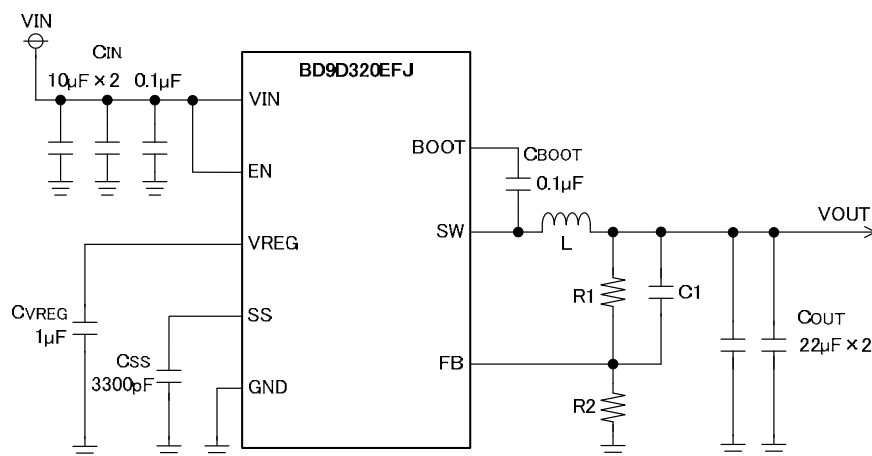 VIN
CIN
10µF×2 0.1µF
BD9D320EFJ
VIN
EN
VREG
SS
GND
BOOT
SW
FB
CBOOT
0.1µF
L
VOUT
R1
C1
R2
COUT
22µF×2
CVREG
1µF
CSS
3300pF